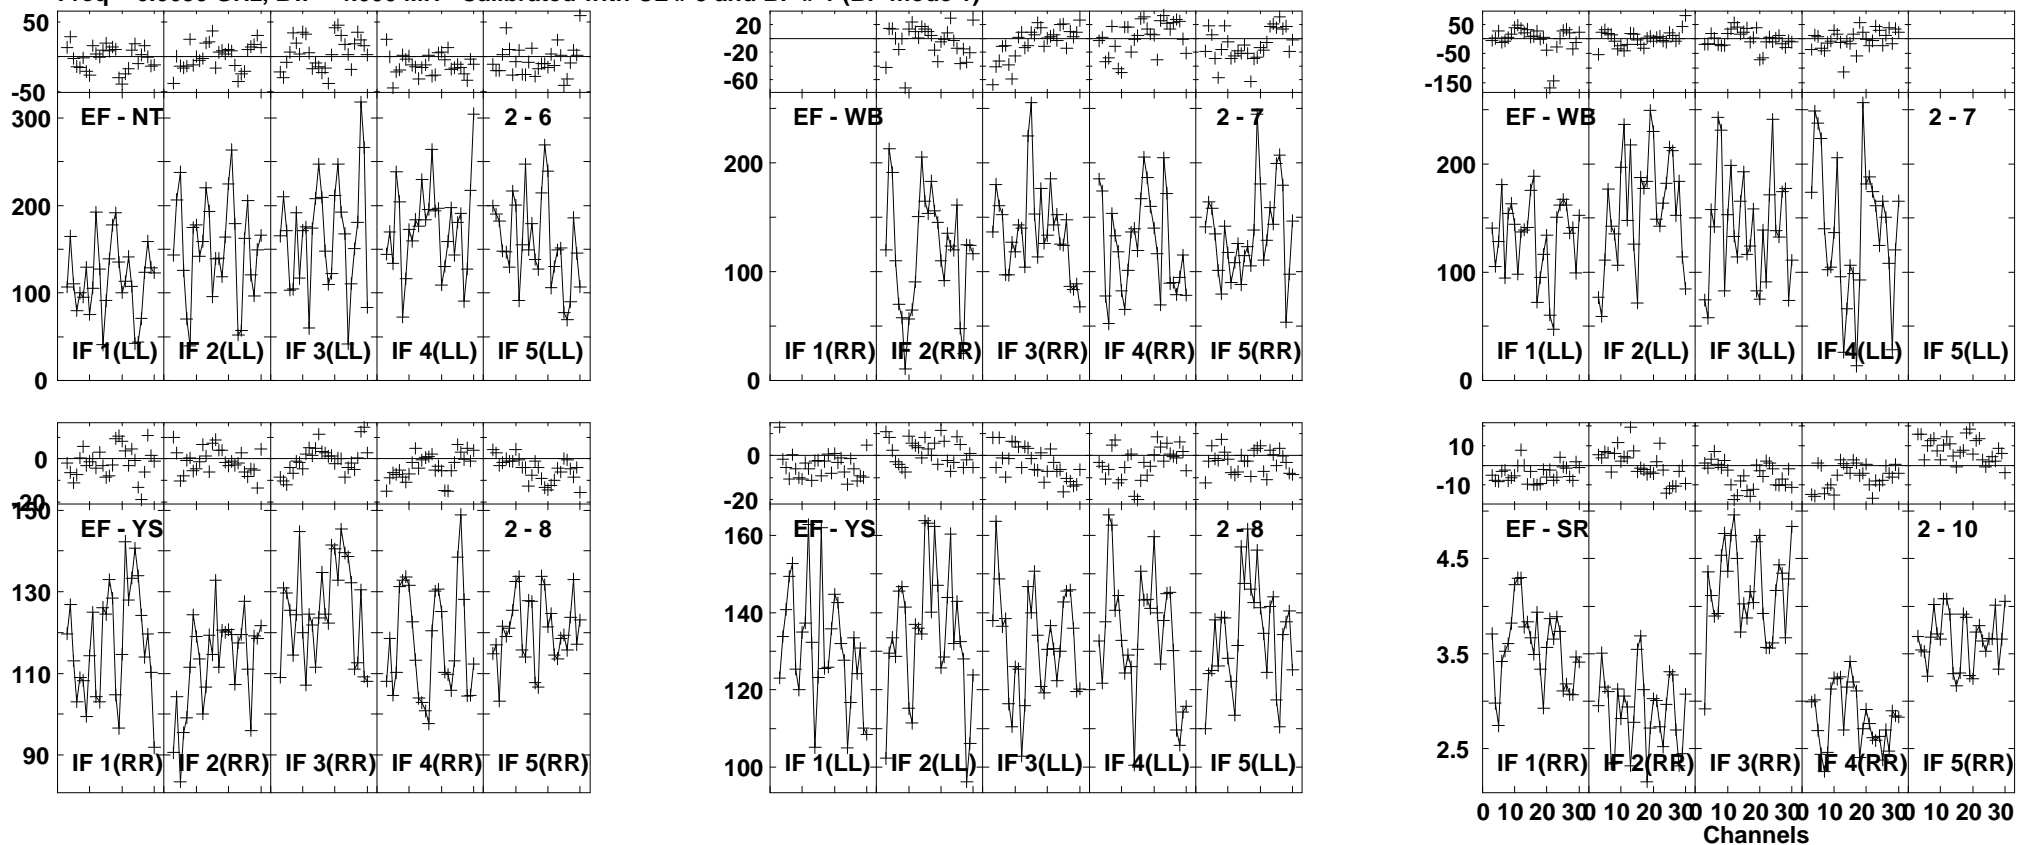 50
-50
300
200
100
0
EF - NT
2 - 6
IF 1(LL) IF 2(LL) IF 3(LL) IF 4(LL) IF 5(LL)
20
-20
-60
200
100
0
EF - WB
2 - 7
IF 1(RR) IF 2(RR) IF 3(RR) IF 4(RR) IF 5(RR)
50
-50
-150
200
100
0
EF - WB
2 - 7
IF 1(LL) IF 2(LL) IF 3(LL) IF 4(LL) IF 5(LL)
0
-20
150
130
110
90
EF - YS
2 - 8
IF 1(RR) IF 2(RR) IF 3(RR) IF 4(RR) IF 5(RR)
0
-20
160
140
120
100
EF - YS
2 - 8
IF 1(LL) IF 2(LL) IF 3(LL) IF 4(LL) IF 5(LL)
10
-10
4.5
3.5
2.5
EF - SR
2 - 10
IF 1(RR) IF 2(RR) IF 3(RR) IF 4(RR) IF 5(RR)
0 10 20 30 0 10 20 30 0 10 20 30 0 10 20 30 0 10 20 30
Channels